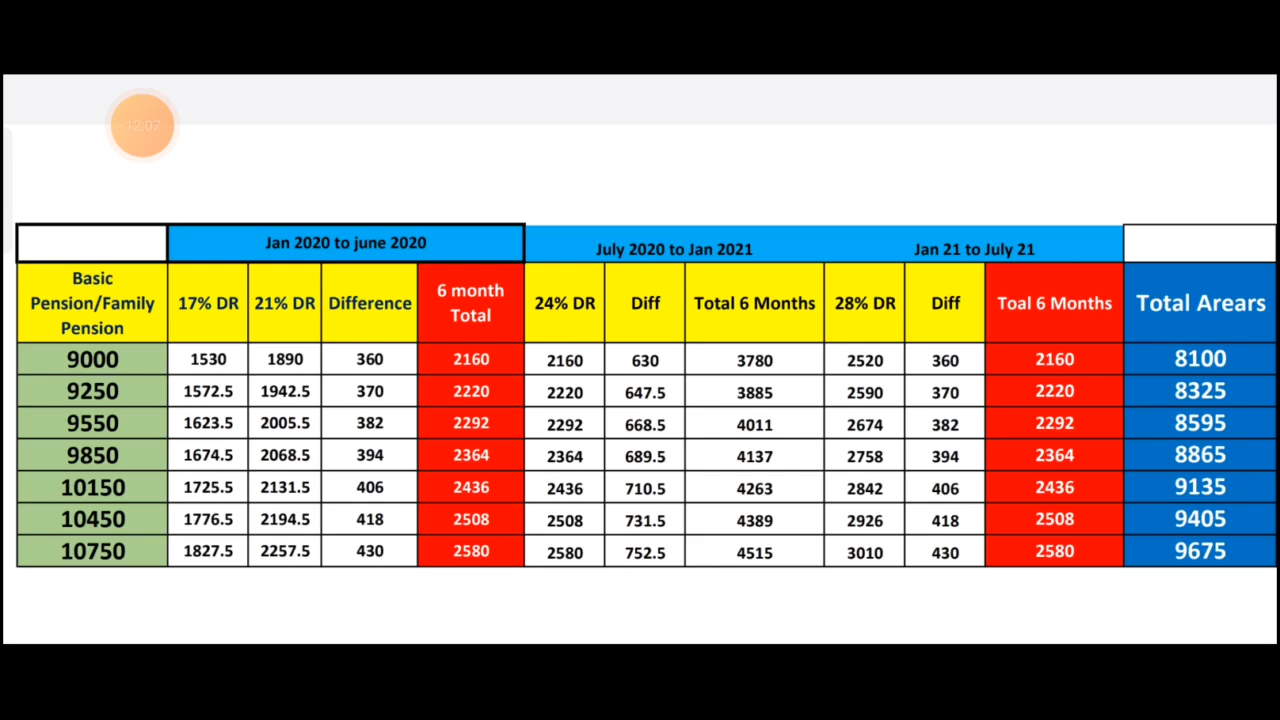 12:07
Jan 2020 to june 2020 July 2020 to Jan 2021 Jan 21 to July 21
Basic Pension/Family Pension 17% DR 21% DR Difference 6 month Total 24% DR Diff Total 6 Months 28% DR Diff Toal 6 Months Total Arears
9000 1530 1890 360 2160 2160 630 3780 2520 360 2160 8100
9250 1572.5 1942.5 370 2220 2220 647.5 3885 2590 370 2220 8325
9550 1623.5 2005.5 382 2292 2292 668.5 4011 2674 382 2292 8595
9850 1674.5 2068.5 394 2364 2364 689.5 4137 2758 394 2364 8865
10150 1725.5 2131.5 406 2436 2436 710.5 4263 2842 406 2436 9135
10450 1776.5 2194.5 418 2508 2508 731.5 4389 2926 418 2508 9405
10750 1827.5 2257.5 430 2580 2580 752.5 4515 3010 430 2580 9675